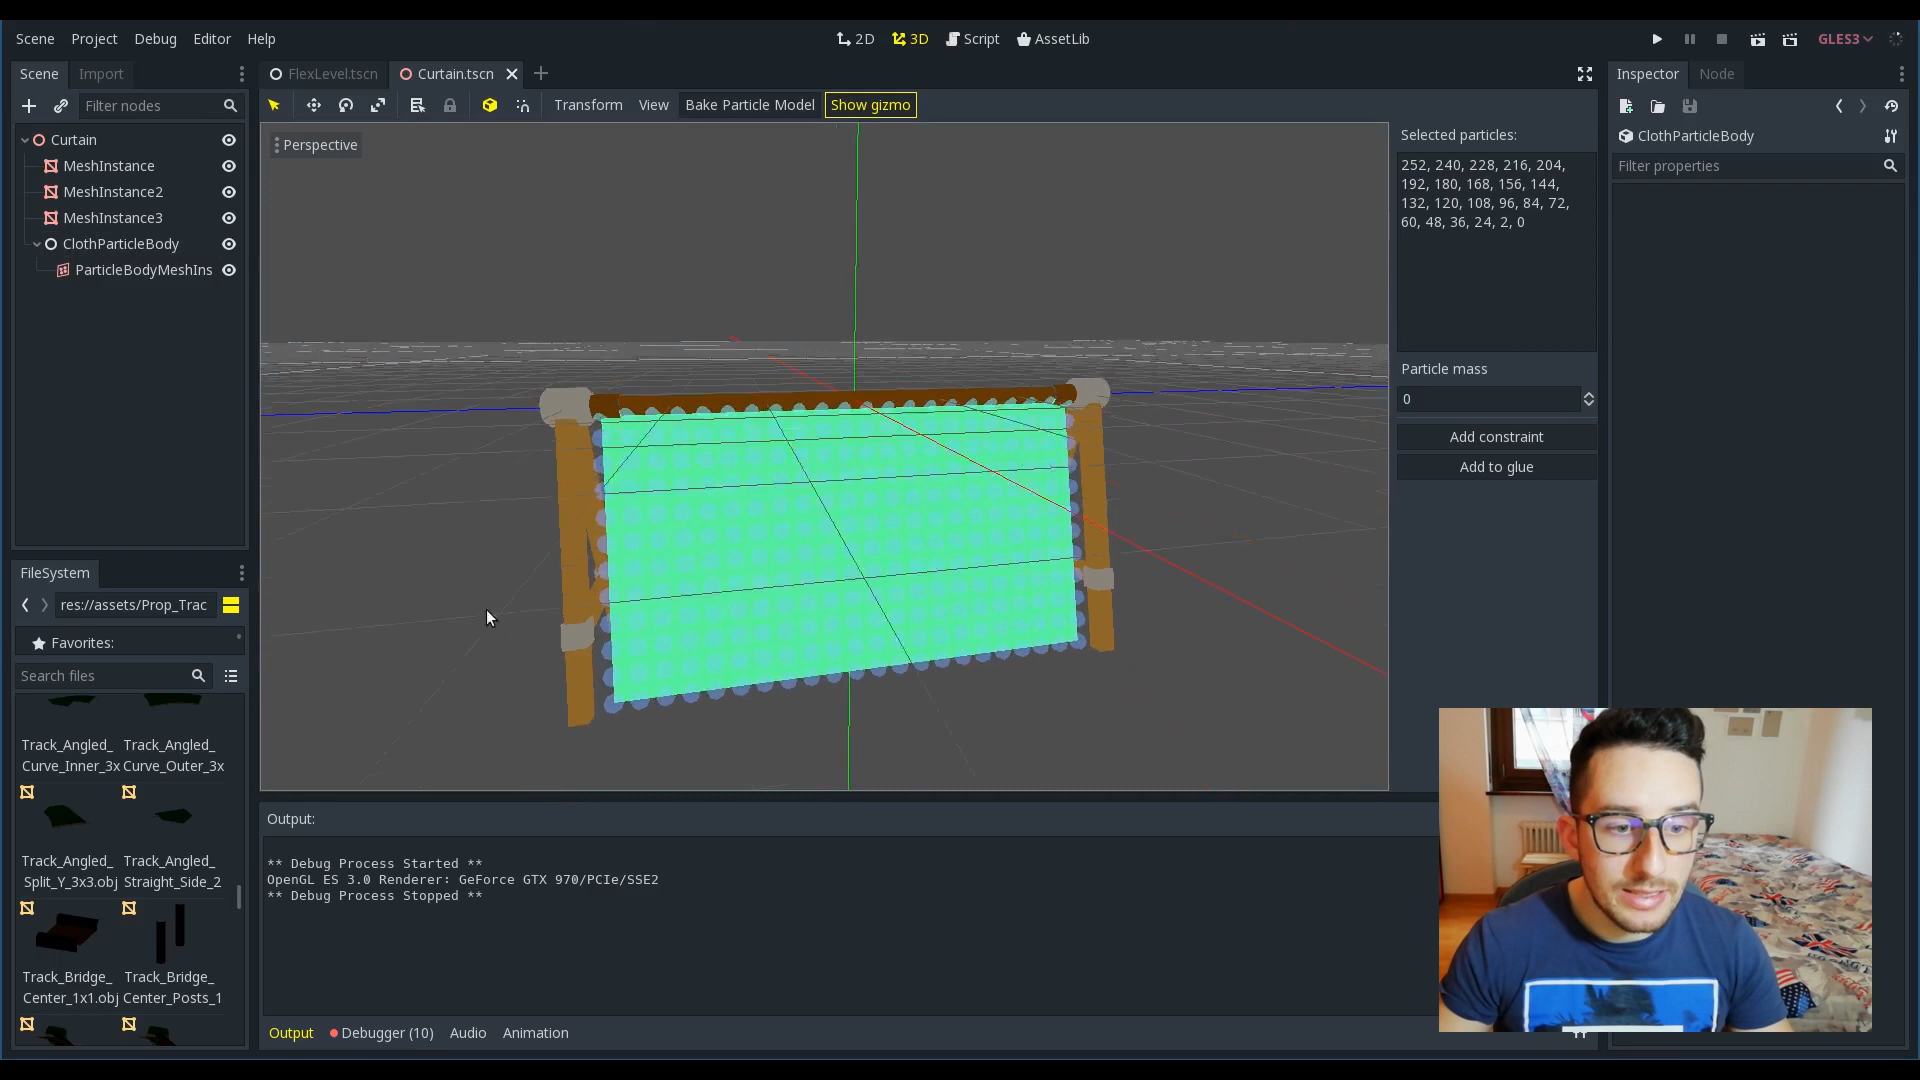 Scene Project Debug Editor Help
2D 3D Script AssetLib
GLES3
Scene Import
Filter nodes
Curtain
MeshInstance
MeshInstance2
MeshInstance3
ClothParticleBody
ParticleBodyMeshIns
FileSystem
res://assets/Prop_Trac
Favorites:
Search files
Track_Angled_ Track_Angled_
Curve_Inner_3x Curve_Outer_3x
Track_Angled_ Track_Angled_
Split_Y_3x3.obj Straight_Side_2
Track_Bridge_ Track_Bridge_
Center_1x1.obj Center_Posts_1
FlexLevel.tscn Curtain.tscn
Transform View Bake Particle Model Show gizmo
Perspective
Selected particles:
252, 240, 228, 216, 204,
192, 180, 168, 156, 144,
132, 120, 108, 96, 84, 72,
60, 48, 36, 24, 2, 0
Particle mass
0
Add constraint
Add to glue
Output:
** Debug Process Started **
OpenGL ES 3.0 Renderer: GeForce GTX 970/PCIe/SSE2
** Debug Process Stopped **
Output Debugger (10) Audio Animation
Inspector Node
ClothParticleBody
Filter properties